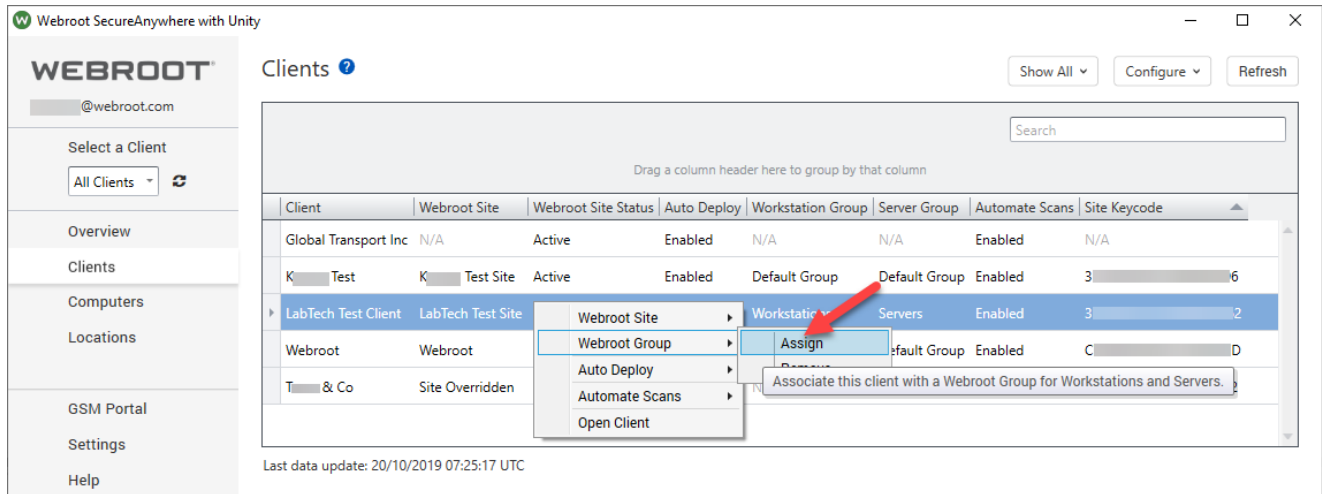 Webroot SecureAnywhere with Unity
WEBROOT
@webroot.com
Select a Client
All Clients
Overview
Clients
Computers
Locations
GSM Portal
Settings
Help
Clients ?
Show All Configure Refresh
Search
Drag a column header here to group by that column
Client Webroot Site Webroot Site Status Auto Deploy Workstation Group Server Group Automate Scans Site Keycode
Global Transport Inc N/A Active Enabled N/A N/A Enabled N/A
K Test K Test Site Active Enabled Default Group Default Group Enabled 3 6
LabTech Test Client LabTech Test Site Workstations Servers Enabled 3 2
Webroot Webroot Group Enabled C D
T & Co Site Overridden
Webroot Site
Webroot Group
Auto Deploy
Automate Scans
Open Client
Assign
Associate this client with a Webroot Group for Workstations and Servers.
Last data update: 20/10/2019 07:25:17 UTC